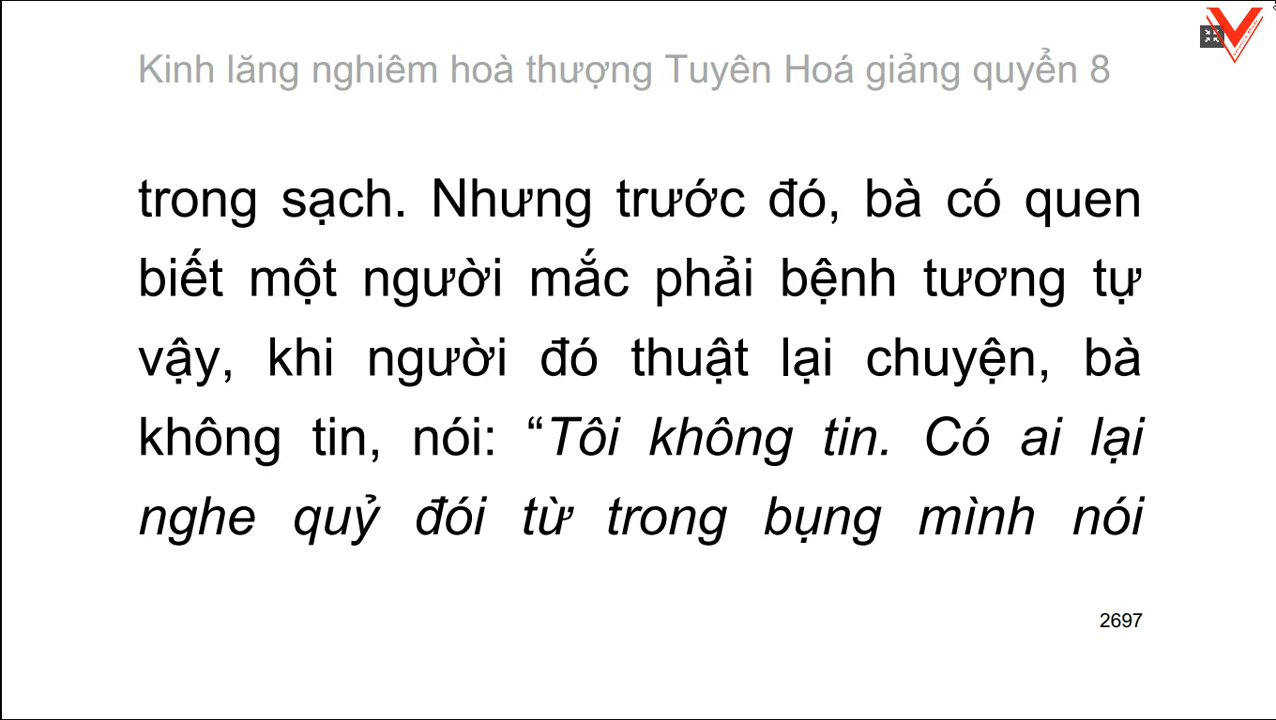 Kinh lăng nghiêm hoà thượng Tuyên Hoá giảng quyển 8
trong sạch. Nhưng trước đó, bà có quen
biết một người mắc phải bệnh tương tự
vậy, khi người đó thuật lại chuyện, bà
không tin, nói: “Tôi không tin. Có ai lại
nghe quỷ đói từ trong bụng mình nói
2697